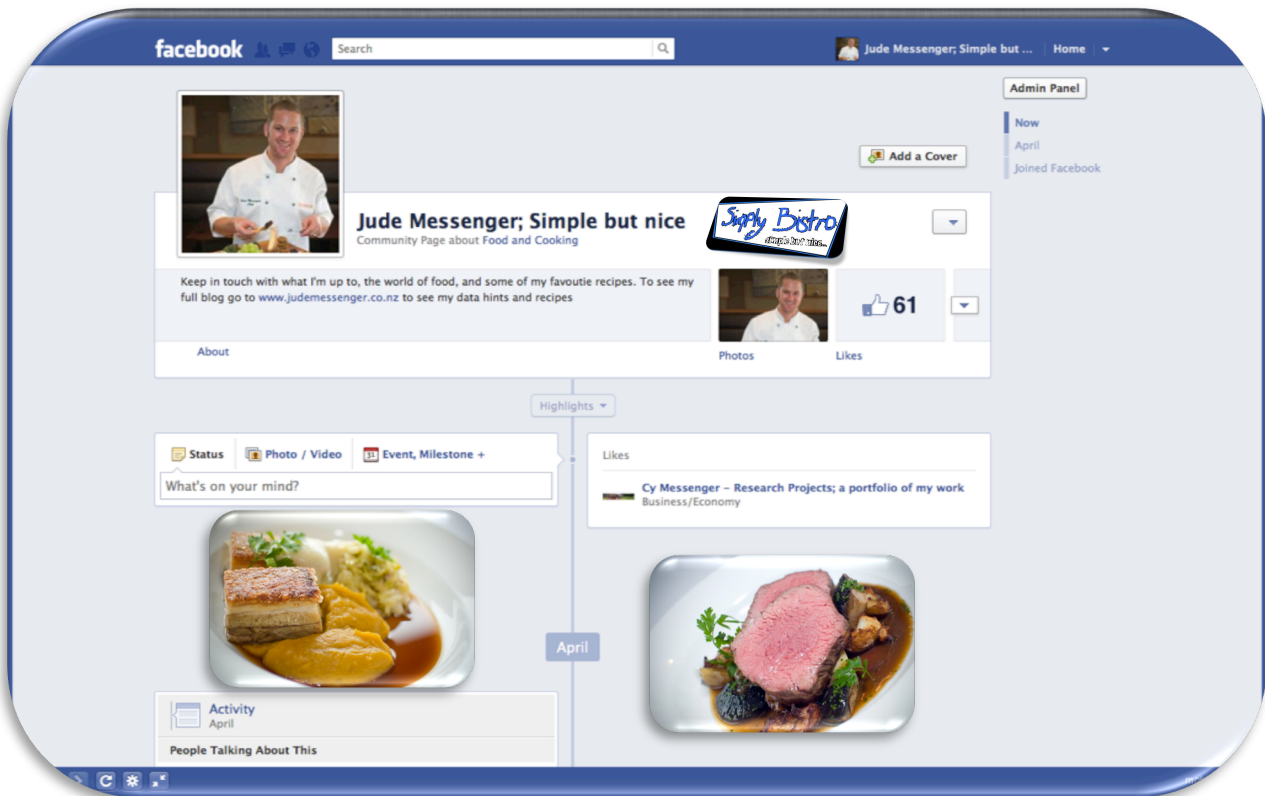 facebook
Search
Jude Messenger; Simple but ...
Home
Admin Panel
Now
April
Joined Facebook
Add a Cover
Jude Messenger; Simple but nice
Community Page about Food and Cooking
Simply Bistro
simple but nice...
Keep in touch with what I'm up to, the world of food, and some of my favoutie recipes. To see my
full blog go to www.judemessenger.co.nz to see my data hints and recipes
61
About
Photos
Likes
Highlights
Status
Photo / Video
31
Event, Milestone +
What's on your mind?
Likes
Cy Messenger – Research Projects; a portfolio of my work
Business/Economy
April
Activity
April
People Talking About This